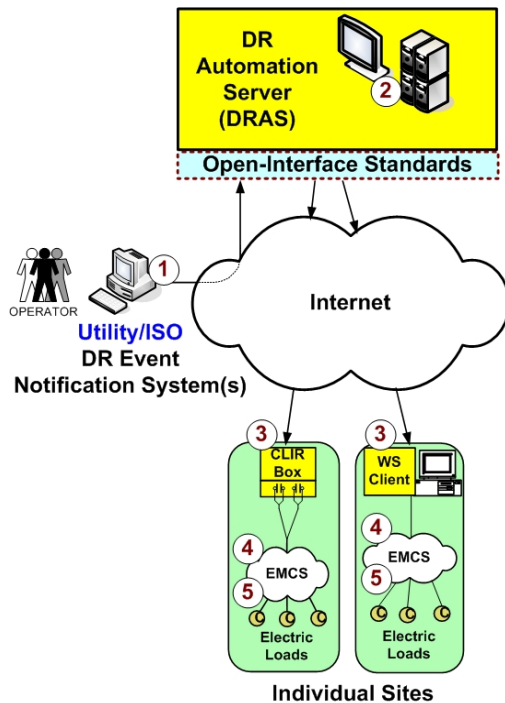 DR
Automation
Server
(DRAS)
2
Open-Interface Standards
1
OPERATOR
Internet
Utility/ISO
DR Event
Notification System(s)
3
CLIR
Box
3
WS
Client
4
EMCS
5
4
EMCS
5
C C C
Electric
Loads
C C C
Electric
Loads
Individual Sites